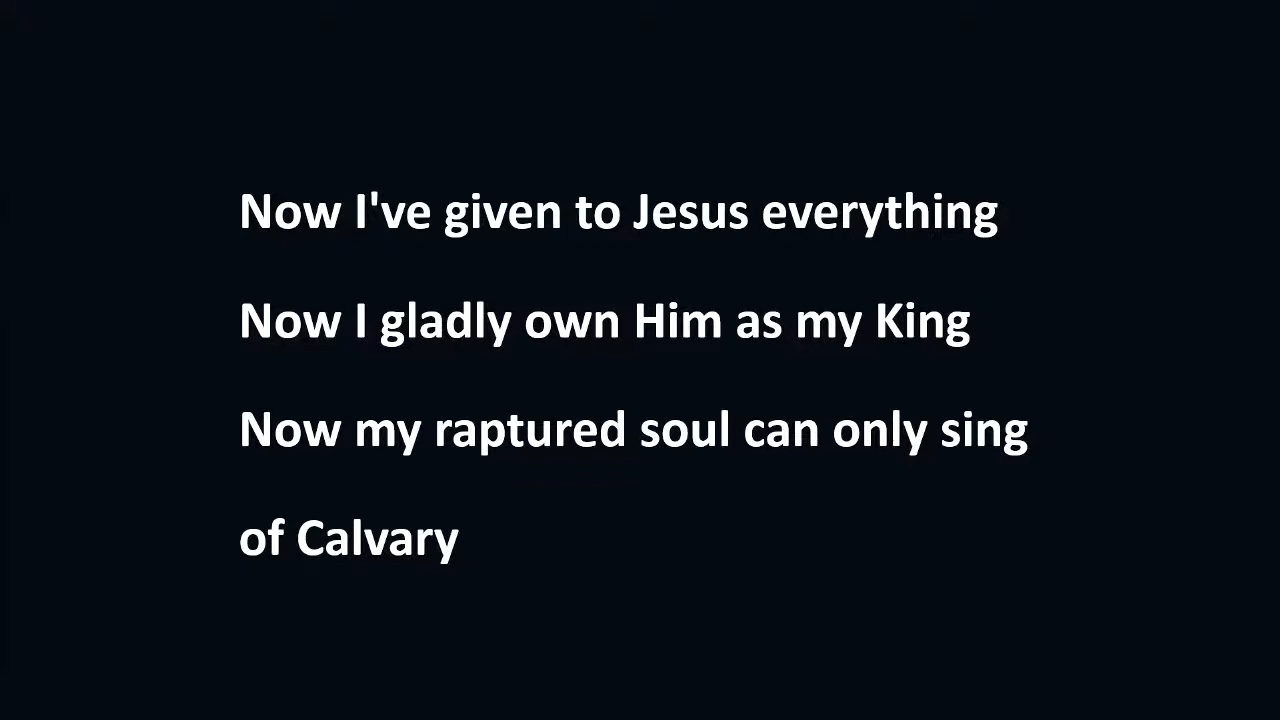 Now I've given to Jesus everything
Now I gladly own Him as my King
Now my raptured soul can only sing
of Calvary